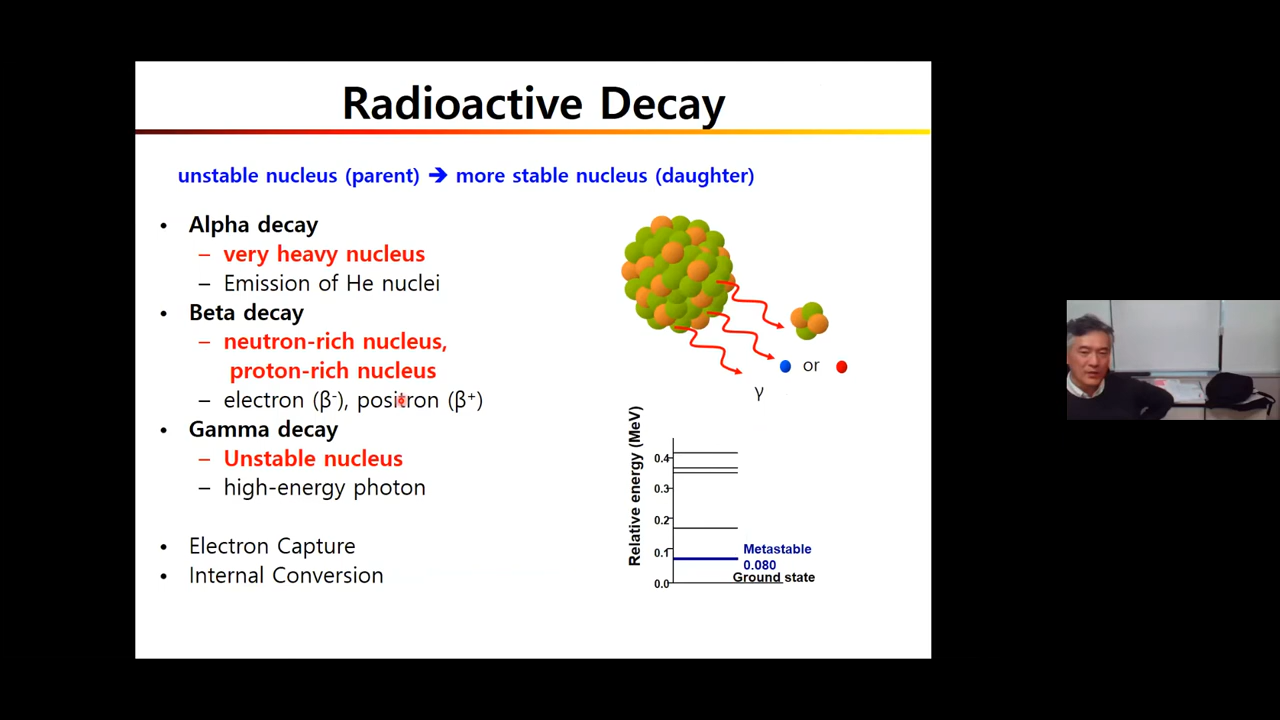 Radioactive Decay
unstable nucleus (parent) ➔ more stable nucleus (daughter)
• Alpha decay
– very heavy nucleus
– Emission of He nuclei
• Beta decay
– neutron-rich nucleus,
proton-rich nucleus
– electron (β-), positron (β+)
• Gamma decay
– Unstable nucleus
– high-energy photon
• Electron Capture
• Internal Conversion
or
γ
Relative energy (MeV)
0.4
0.3
0.2
0.1
0.0
Metastable
0.080
Ground state